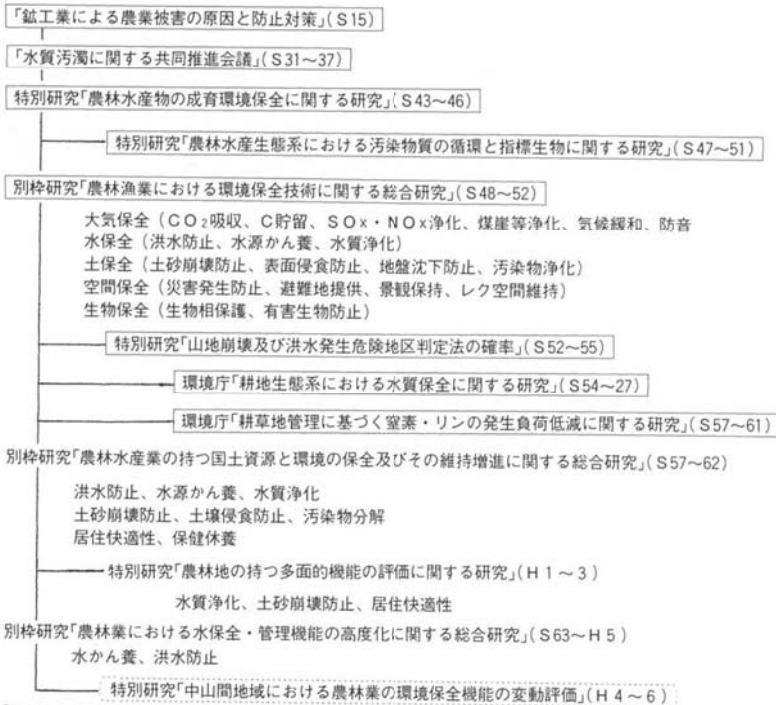 「鉱工業による農業被害の原因と防止対策」(S15)
「水質汚濁に関する共同推進会議」(S31～37)
特別研究「農林水産物の成育環境保全に関する研究」(S43～46)
特別研究「農林水産生態系における汚染物質の循環と指標生物に関する研究」(S47～51)
別枠研究「農林漁業における環境保全技術に関する総合研究」(S48～52)
大気保全(CO₂吸収、C貯留、SOx・NOx浄化、煤崖等浄化、気候緩和、防音
水保全(洪水防止、水源かん養、水質浄化)
土保全(土砂崩壊防止、表面侵食防止、地盤沈下防止、汚染物浄化)
空間保全(災害発生防止、避難地提供、景観保持、レク空間維持)
生物保全(生物相保護、有害生物防止)
特別研究「山地崩壊及び洪水発生危険地区判定法の確率」(S52～55)
環境庁「耕地生態系における水質保全に関する研究」(S54～27)
環境庁「耕草地管理に基づく窒素・リンの発生負荷低減に関する研究」(S57～61)
別枠研究「農林水産業の持つ国土資源と環境の保全及びその維持増進に関する総合研究」(S57～62)
洪水防止、水源かん養、水質浄化
土砂崩壊防止、土壌侵食防止、汚染物分解
居住快適性、保健休養
特別研究「農林地の持つ多面的機能の評価に関する研究」(H1～3)
水質浄化、土砂崩壊防止、居住快適性
別枠研究「農林業における水保全・管理機能の高度化に関する総合研究」(S63～H5)
水かん養、洪水防止
特別研究「中山間地域における農林業の環境保全機能の変動評価」(H4～6)